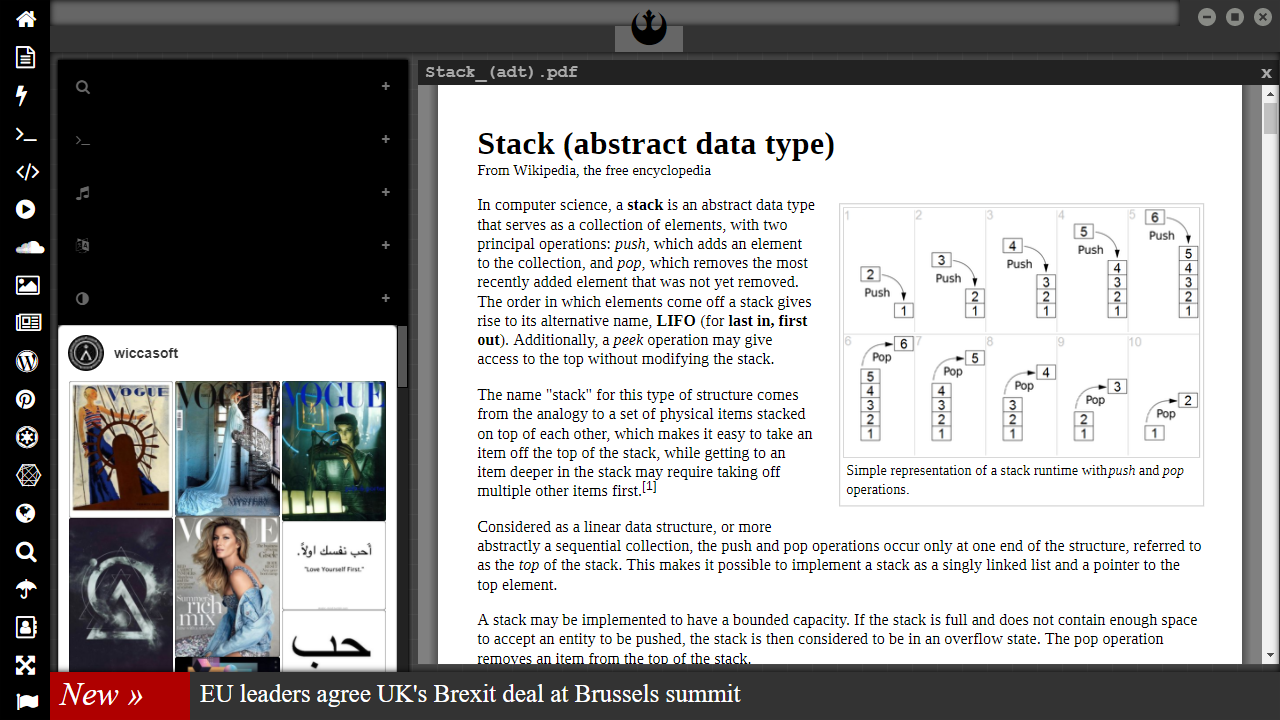 Stack_(adt).pdf
x
Stack (abstract data type)
From Wikipedia, the free encyclopedia
In computer science, a stack is an abstract data type
that serves as a collection of elements, with two
principal operations: push, which adds an element
to the collection, and pop, which removes the most
recently added element that was not yet removed.
The order in which elements come off a stack gives
rise to its alternative name, LIFO (for last in, first
out). Additionally, a peek operation may give
access to the top without modifying the stack.
The name "stack" for this type of structure comes
from the analogy to a set of physical items stacked
on top of each other, which makes it easy to take an
item off the top of the stack, while getting to an
item deeper in the stack may require taking off
multiple other items first.[1]
1 2 3 4 5
2 Push 1
3 Push 2 1
4 Push 3 2 1
5 Push 4 3 2 1
6 Push 5 4 3 2 1
6 7 8 9 10
6 Pop 5 4 3 2 1
5 Pop 4 3 2 1
4 Pop 3 2 1
3 Pop 2 1
2 Pop 1
Simple representation of a stack runtime withpush and pop
operations.
Considered as a linear data structure, or more
abstractly a sequential collection, the push and pop operations occur only at one end of the structure, referred to
as the top of the stack. This makes it possible to implement a stack as a singly linked list and a pointer to the
top element.
A stack may be implemented to have a bounded capacity. If the stack is full and does not contain enough space
to accept an entity to be pushed, the stack is then considered to be in an overflow state. The pop operation
removes an item from the top of the stack.
wiccasoft
VOGUE
VOGUE
VOGUE
VOGUE
Summer's
rich
mix
أحب نفسك اولاً.
"Love Yourself First."
حب
New »
EU leaders agree UK's Brexit deal at Brussels summit